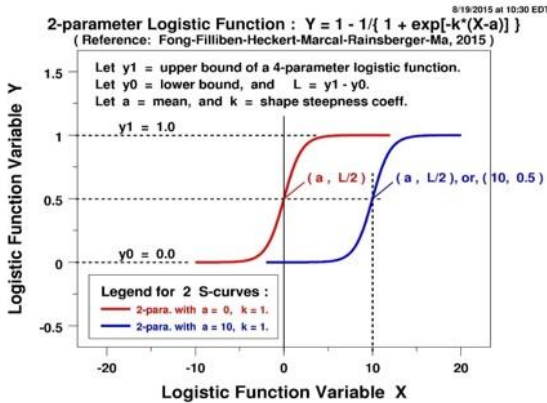 8/19/2015 at 10:30 EDT
2-parameter Logistic Function : Y = 1 - 1/{ 1 + exp[-k*(X-a)] }
( Reference: Fong-Filliben-Heckert-Marcal-Rainsberger-Ma, 2015 )
Let y1 = upper bound of a 4-parameter logistic function.
Let y0 = lower bound, and L = y1 - y0.
Let a = mean, and k = shape steepness coeff.
Logistic Function Variable Y
1.5
1
0.5
0
-0.5
y1 = 1.0
( a , L/2 )
( a , L/2 ), or, ( 10, 0.5 )
y0 = 0.0
Legend for 2 S-curves :
2-para. with a = 0, k = 1.
2-para. with a = 10, k = 1.
-20 -10 0 10 20
Logistic Function Variable X